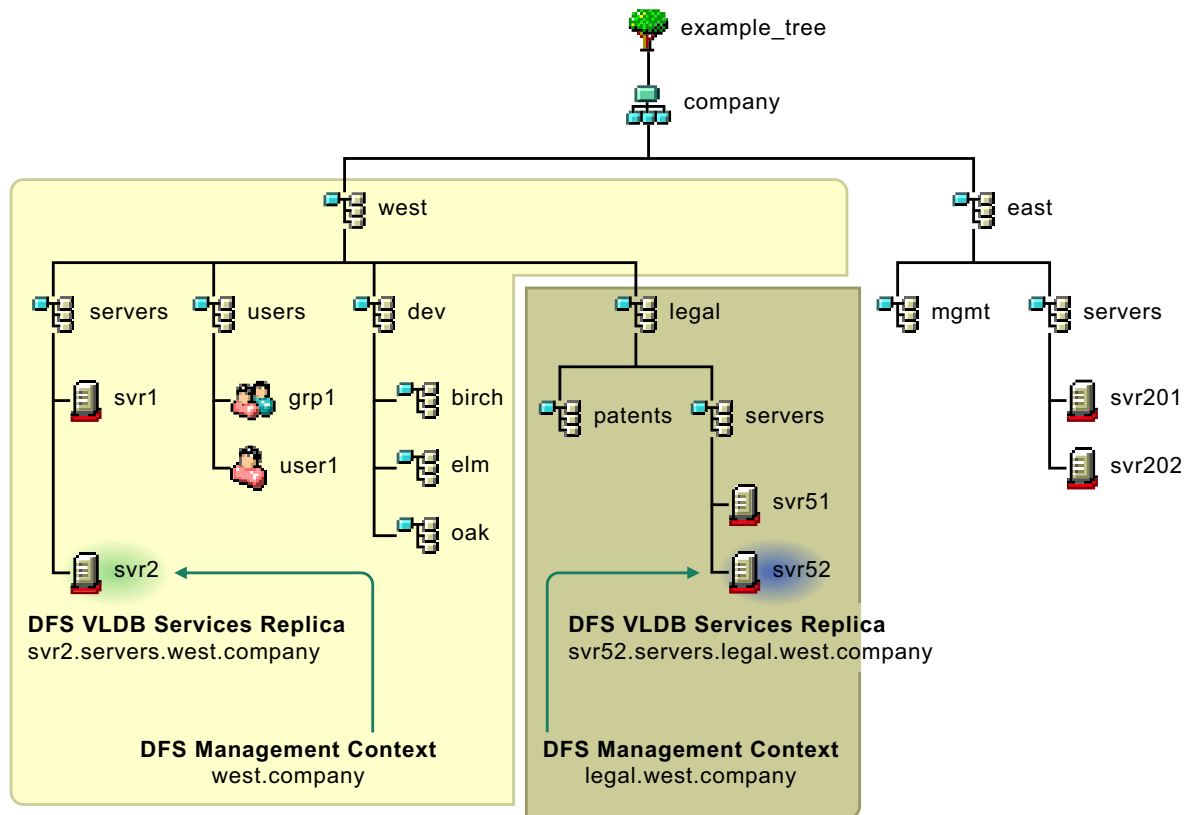 example_tree
company
west
east
servers
users
dev
legal
mgmt
servers
svr1
grp1
birch
patents
servers
svr201
user1
elm
svr202
svr51
oak
svr2
svr52
DFS VLDB Services Replica
svr2.servers.west.company
DFS VLDB Services Replica
svr52.servers.legal.west.company
DFS Management Context
west.company
DFS Management Context
legal.west.company